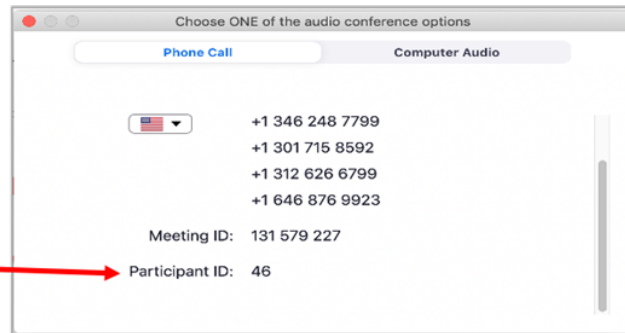 Choose ONE of the audio conference options
Phone Call Computer Audio
+1 346 248 7799
+1 301 715 8592
+1 312 626 6799
+1 646 876 9923
Meeting ID: 131 579 227
Participant ID: 46